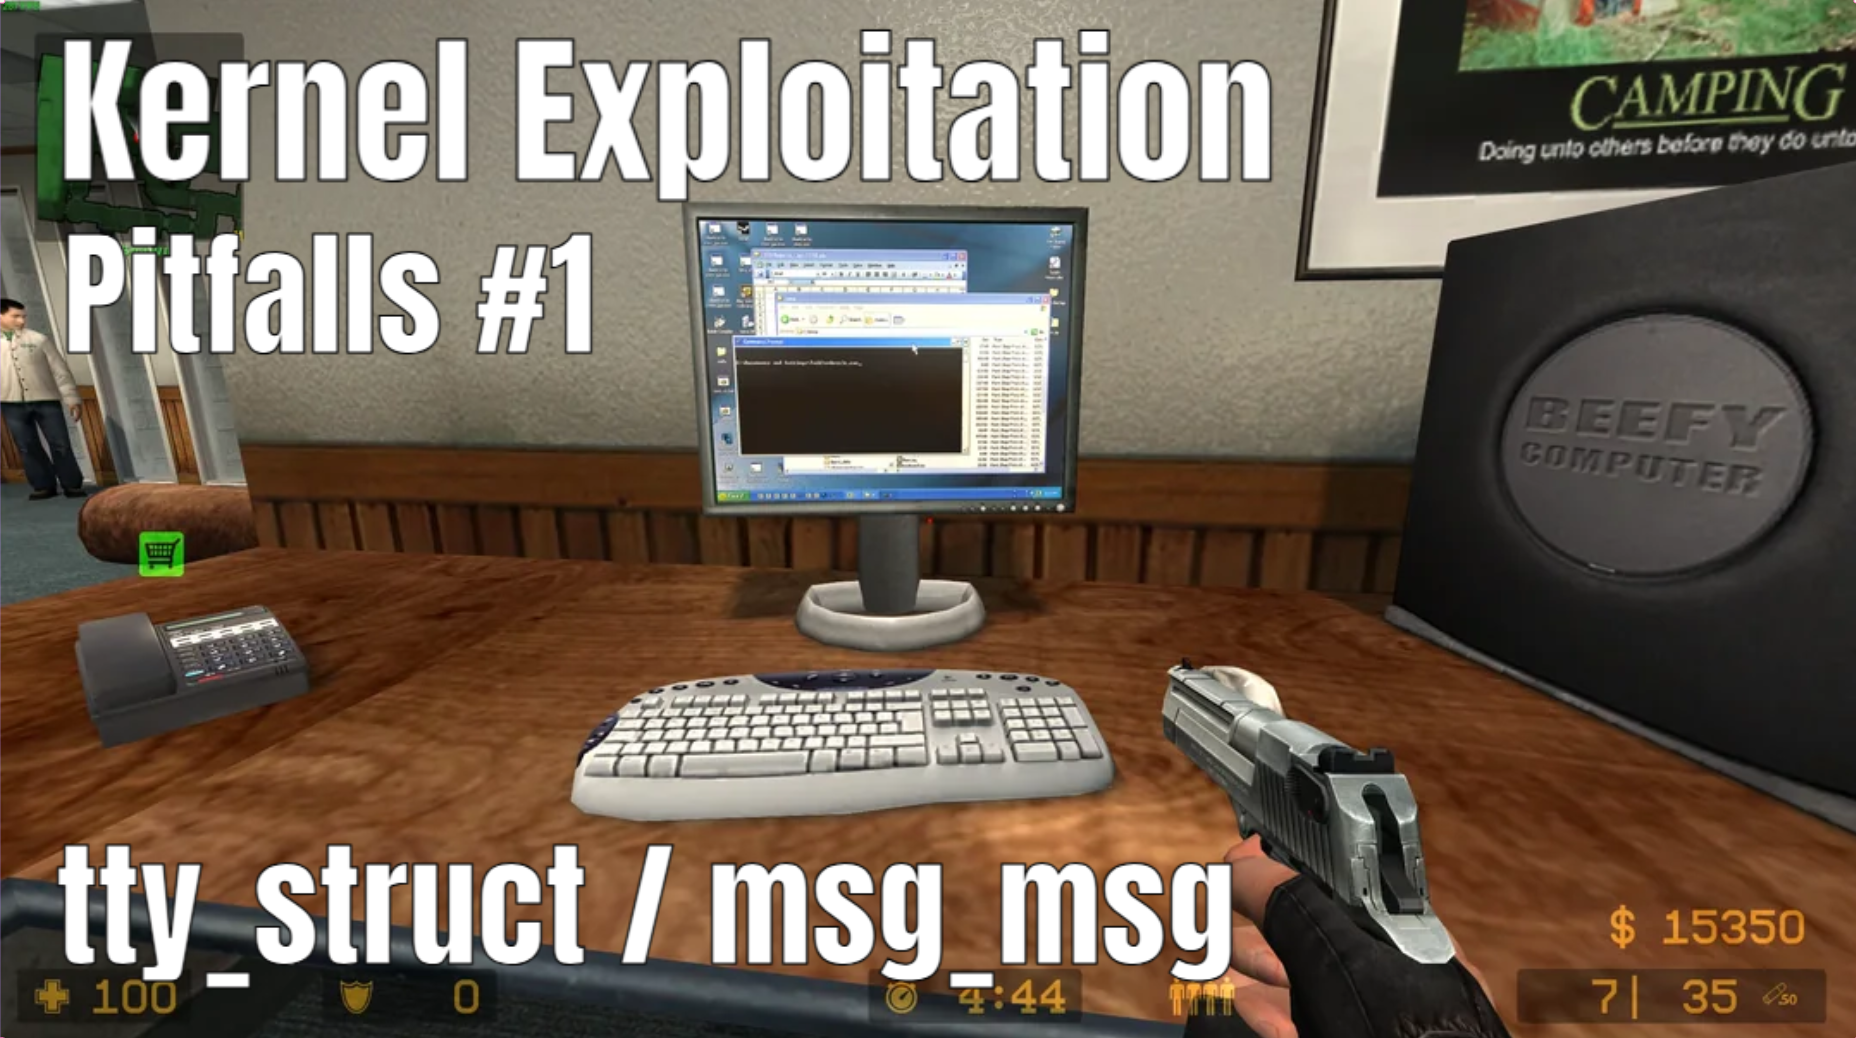 Kernel Exploitation
Pitfalls #1
CAMPING
Doing unto others before they do unto
BEEFY
COMPUTER
tty_struct / msg_msg
$ 15350
100
0
4:44
7| 35
.50